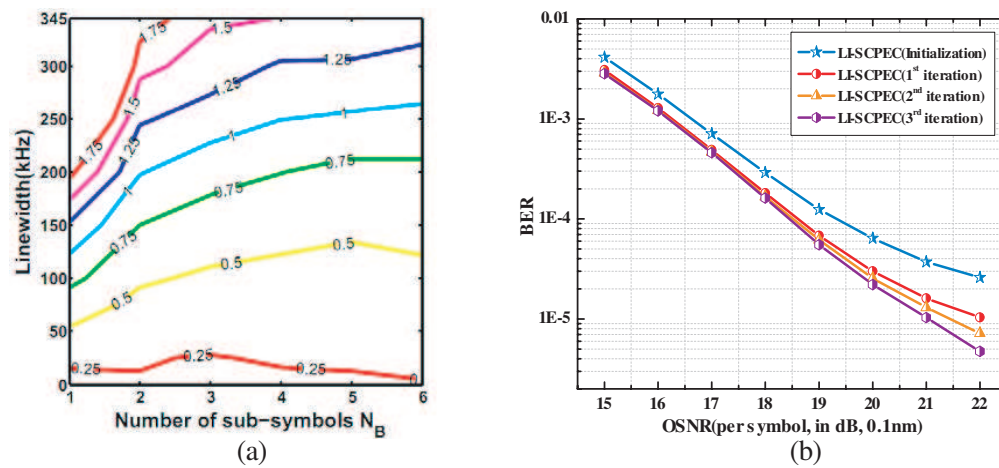 345
300
250
200
150
100
50
0
Linewidth(kHz)
1.75
1.5
1.25
1
0.75
1.75
1.5
1.25
1
0.75
0.5
0.25
1.5
1.25
1
0.75
0.5
0.25
1.25
1
0.75
0.5
0.25
0.25
1 2 3 4 5 6
Number of sub-symbols N_B
(a)
0.01
1E-3
1E-4
1E-5
BER
LI-SCPEC(Initialization)
LI-SCPEC(1st iteration)
LI-SCPEC(2nd iteration)
LI-SCPEC(3rd iteration)
15 16 17 18 19 20 21 22
OSNR(per symbol, in dB, 0.1nm)
(b)